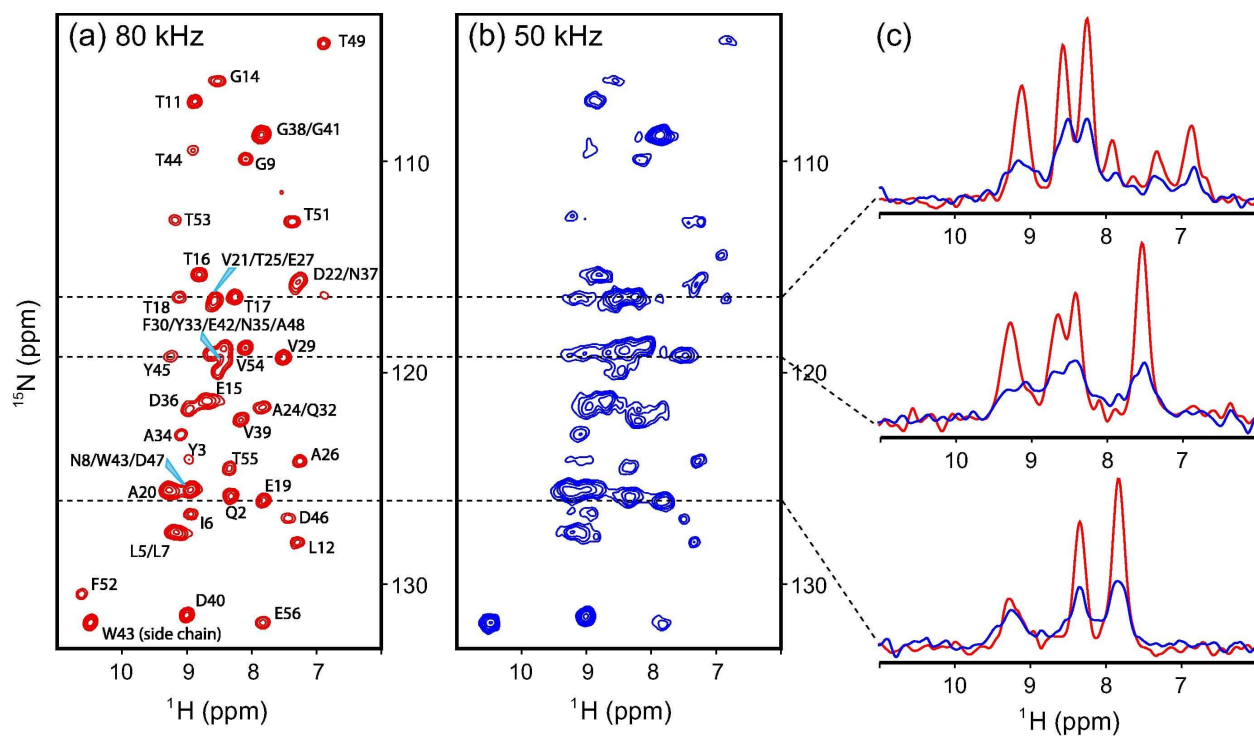 (a) 80 kHz
(b) 50 kHz
(c)
T49
G14
T11
G38/G41
T44
G9
110
110
T53
T51
V21/T25/E27
T16
D22/N37
T18
T17
F30/Y33/E42/N35/A48
V29
Y45
V54
120
120
15N (ppm)
E15
D36
A24/Q32
V39
A34
Y3
T55
N8/W43/D47
A26
A20
E19
Q2
I6
D46
L5/L7
L12
F52
130
130
D40
E56
W43 (side chain)
10 9 8 7
10 9 8 7
10 9 8 7
10 9 8 7
10 9 8 7
1H (ppm)
1H (ppm)
1H (ppm)